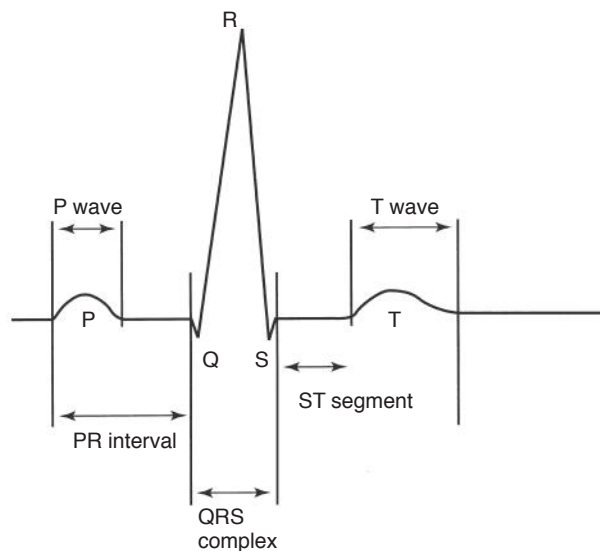 R
P wave
T wave
P
T
Q
S
ST segment
PR interval
QRS
complex